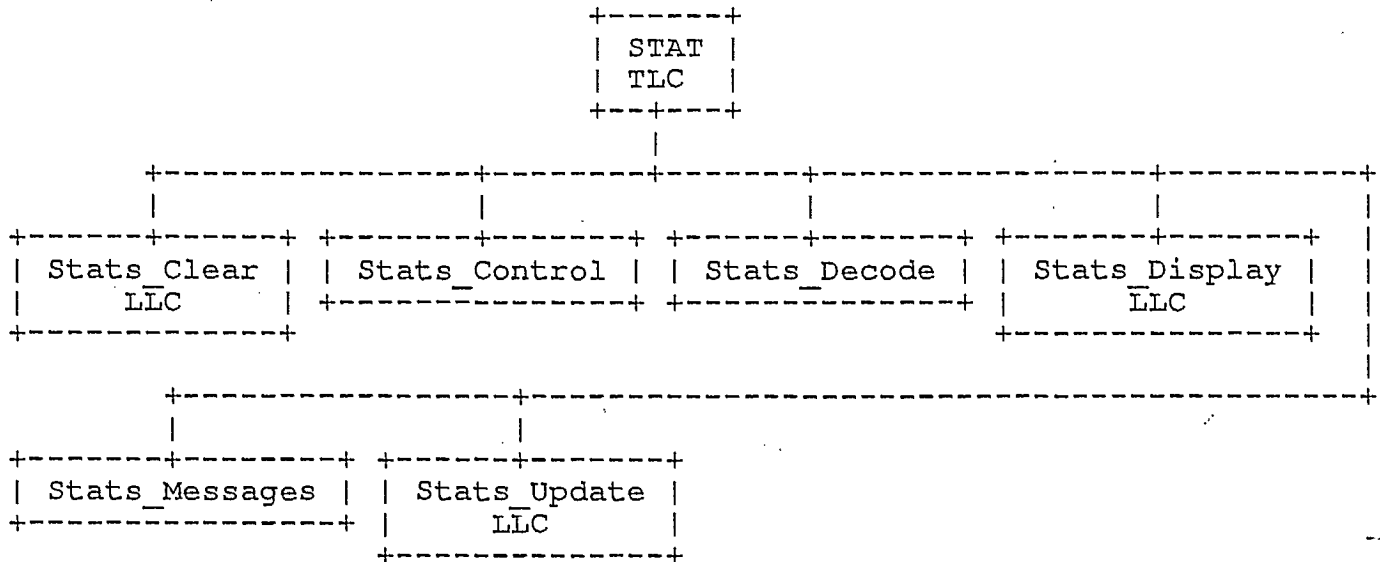 STAT
TLC
Stats_Clear
LLC
Stats_Control
Stats_Decode
Stats_Display
LLC
Stats_Messages
Stats_Update
LLC